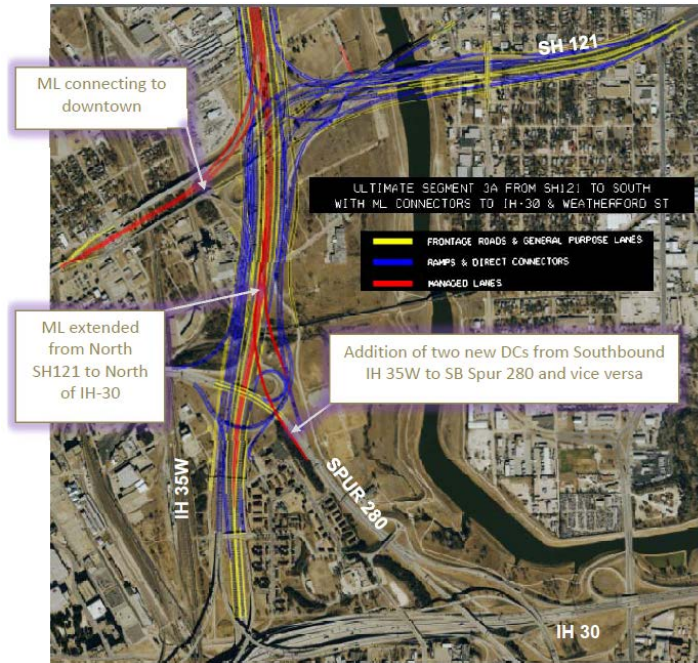 SH 121
ML connecting to
downtown
ULTIMATE SEGMENT 3A FROM SH121 TO SOUTH
WITH ML CONNECTORS TO IH-30 & WEATHERFORD ST
FRONTAGE ROADS & GENERAL PURPOSE LANES
RAMPS & DIRECT CONNECTORS
MANAGED LANES
ML extended
from North
SH121 to North
of IH-30
Addition of two new DCs from Southbound
IH 35W to SB Spur 280 and vice versa
IH 35W
SPUR 280
IH 30